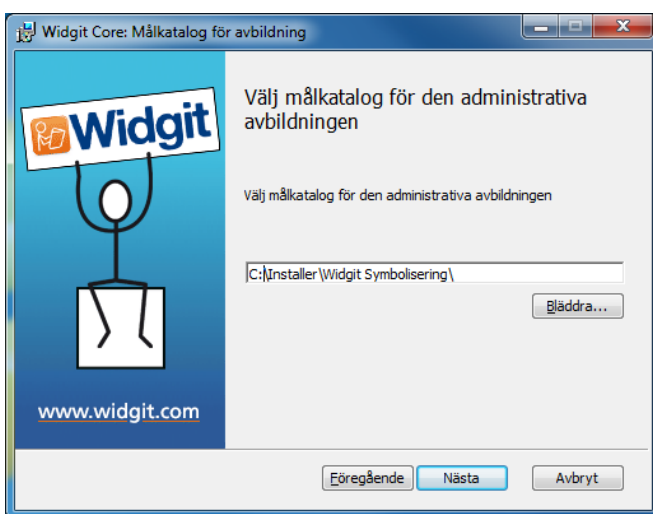 Widgit Core: Målkatalog för avbildning
Widgit
Välj målkatalog för den administrativa
avbildningen
Välj målkatalog för den administrativa avbildningen
C:\Installer\Widgit Symbolisering\
Bläddra...
www.widgit.com
Föregående
Nästa
Avbryt